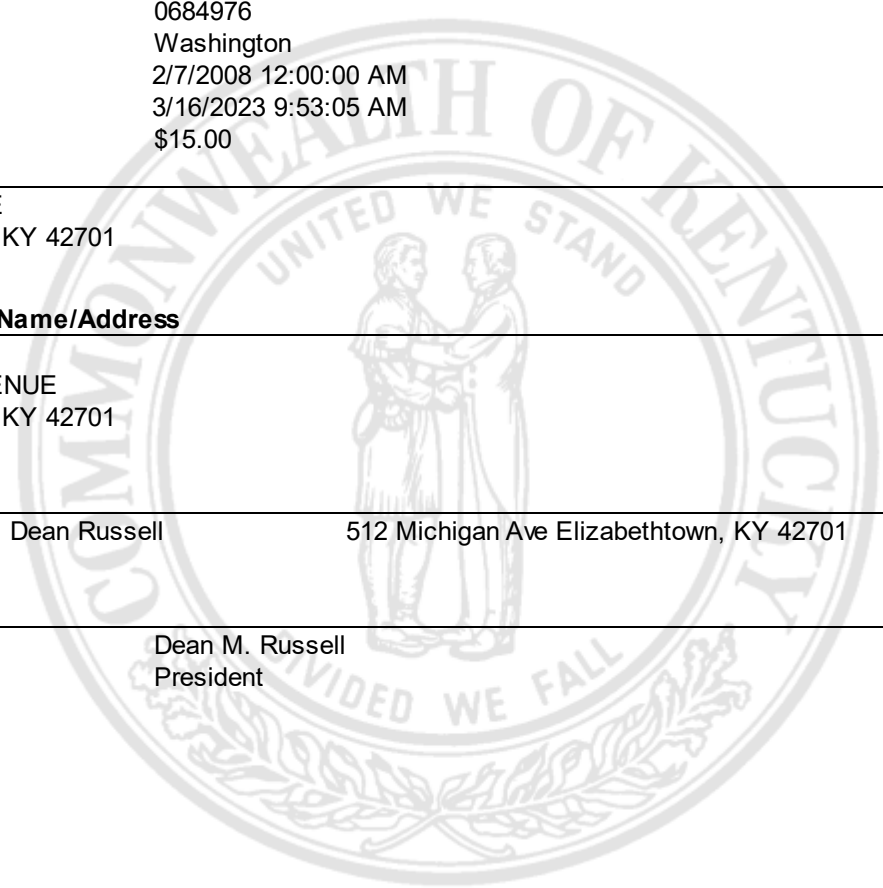 0684976
Washington
2/7/2008 12:00:00 AM
3/16/2023 9:53:05 AM
$15.00
E
KY 42701
Name/Address
ENUE
KY 42701
Dean Russell 512 Michigan Ave Elizabethtown, KY 42701
Dean M. Russell
President
COMMONWEALTH OF KENTUCKY
UNITED WE STAND
DIVIDED WE FALL